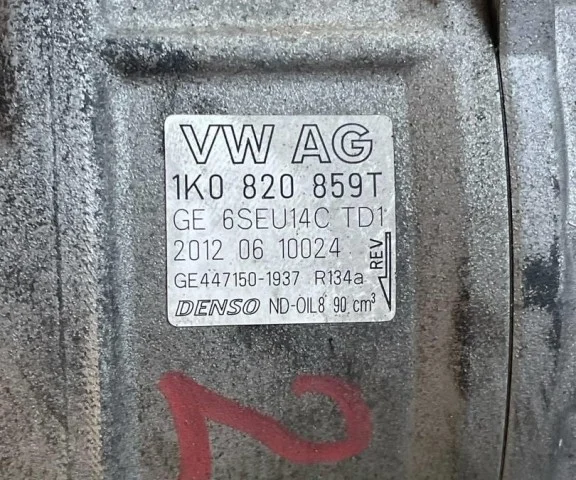 VW AG
1K0 820 859T
GE 6SEU14C TD1
2012 06 10024
REV
GE447150-1937 R134a
DENSO ND-OIL8 90 cm³
2